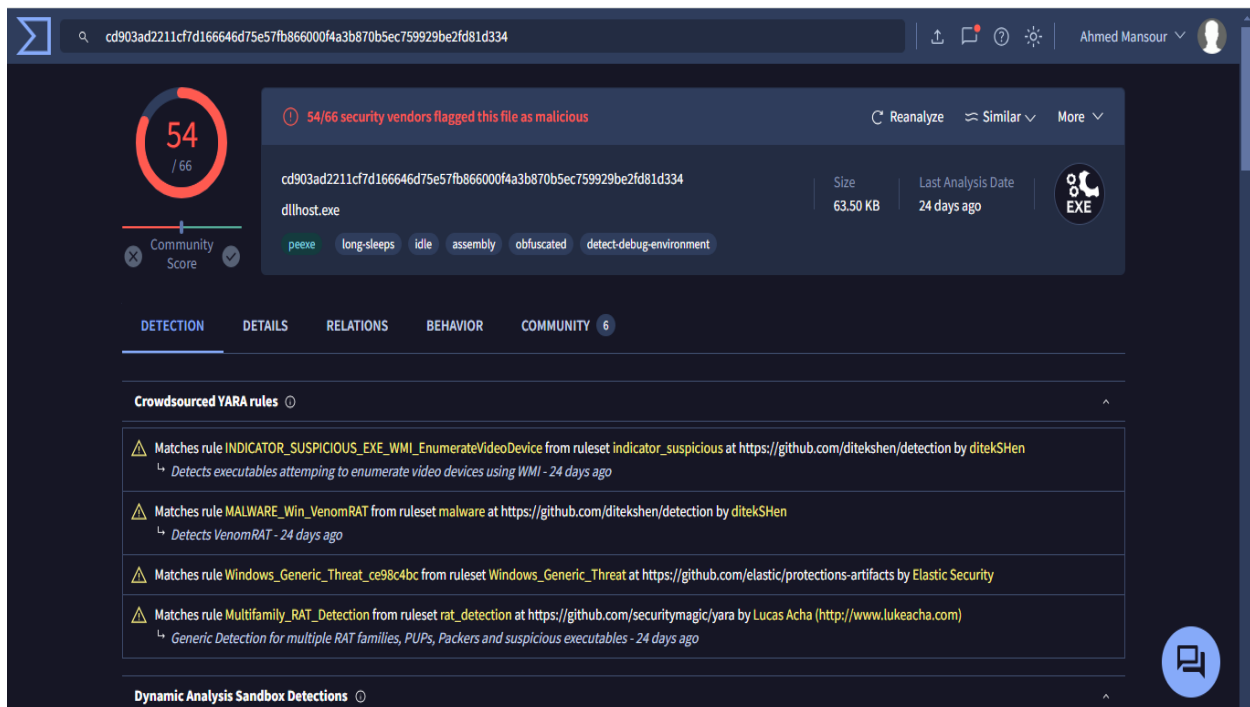 cd903ad2211cf7d166646d75e57fb866000f4a3b870b5ec759929be2fd81d334
Ahmed Mansour
54
/ 66
54/66 security vendors flagged this file as malicious
Reanalyze
Similar
More
cd903ad2211cf7d166646d75e57fb866000f4a3b870b5ec759929be2fd81d334
dllhost.exe
Size
63.50 KB
Last Analysis Date
24 days ago
EXE
peexe
long-sleeps
idle
assembly
obfuscated
detect-debug-environment
Community
Score
DETECTION
DETAILS
RELATIONS
BEHAVIOR
COMMUNITY 6
Crowdsourced YARA rules
Matches rule INDICATOR_SUSPICIOUS_EXE_WMI_EnumerateVideoDevice from ruleset indicator_suspicious at https://github.com/ditekshen/detection by ditekSHen
Detects executables attemping to enumerate video devices using WMI - 24 days ago
Matches rule MALWARE_Win_VenomRAT from ruleset malware at https://github.com/ditekshen/detection by ditekSHen
Detects VenomRAT - 24 days ago
Matches rule Windows_Generic_Threat_ce98c4bc from ruleset Windows_Generic_Threat at https://github.com/elastic/protections-artifacts by Elastic Security
Matches rule Multifamily_RAT_Detection from ruleset rat_detection at https://github.com/securitymagic/yara by Lucas Acha (http://www.lukeacha.com)
Generic Detection for multiple RAT families, PUPs, Packers and suspicious executables - 24 days ago
Dynamic Analysis Sandbox Detections